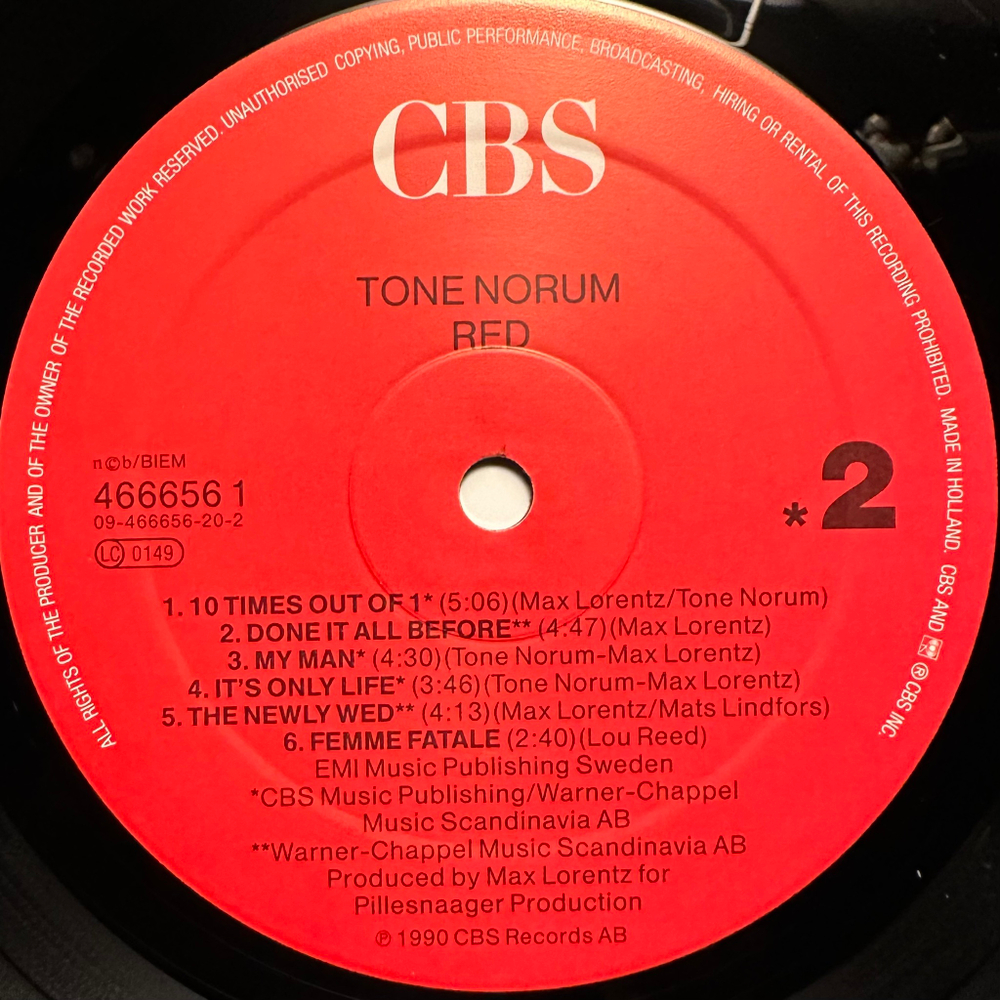 ALL RIGHTS OF THE PRODUCER AND OF THE OWNER OF THE RECORDED WORK RESERVED. UNAUTHORISED COPYING, PUBLIC PERFORMANCE, BROADCASTING, HIRING OR RENTAL OF THIS RECORDING PROHIBITED. MADE IN HOLLAND. CBS AND ® CBS INC.
CBS
TONE NORUM
RED
n©b/BIEM
466656 1
09-466656-20-2
LC 0149
*2
1. 10 TIMES OUT OF 1* (5:06)(Max Lorentz/Tone Norum)
2. DONE IT ALL BEFORE** (4:47)(Max Lorentz)
3. MY MAN* (4:30)(Tone Norum-Max Lorentz)
4. IT'S ONLY LIFE* (3:46)(Tone Norum-Max Lorentz)
5. THE NEWLY WED** (4:13)(Max Lorentz/Mats Lindfors)
6. FEMME FATALE (2:40)(Lou Reed)
EMI Music Publishing Sweden
*CBS Music Publishing/Warner-Chappel
Music Scandinavia AB
**Warner-Chappel Music Scandinavia AB
Produced by Max Lorentz for
Pillesnaager Production
℗ 1990 CBS Records AB